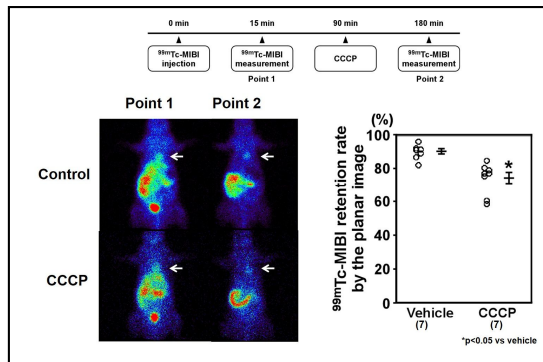 0 min 15 min 90 min 180 min
⁹⁹ᵐTc-MIBI injection
⁹⁹ᵐTc-MIBI measurement
CCCP
⁹⁹ᵐTc-MIBI measurement
Point 1
Point 2
Point 1 Point 2
Control
CCCP
(%)
100
80
60
40
20
0
⁹⁹ᵐTc-MIBI retention rate
by the planar image
*
Vehicle CCCP
(7) (7)
*p<0.05 vs vehicle